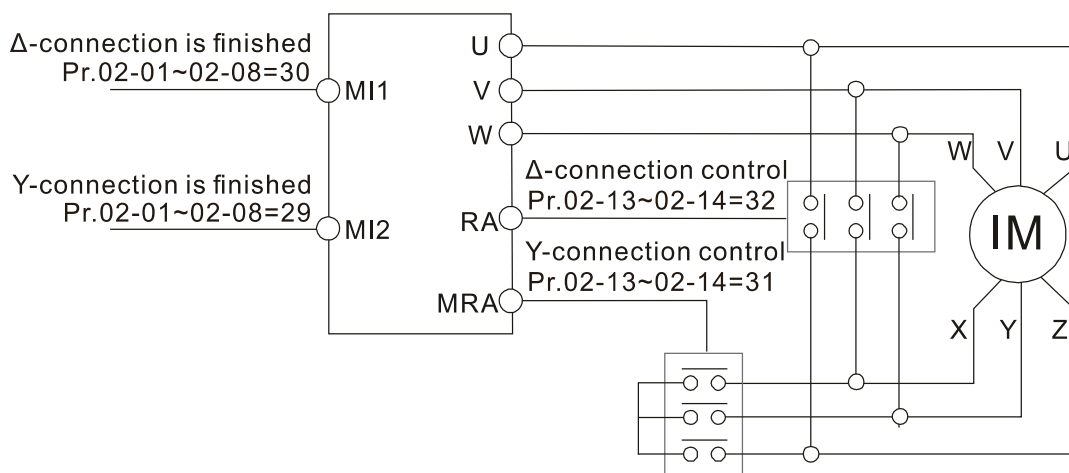 Δ-connection is finished
Pr.02-01~02-08=30
MI1
Y-connection is finished
Pr.02-01~02-08=29
MI2
U
V
W
RA
MRA
Δ-connection control
Pr.02-13~02-14=32
Y-connection control
Pr.02-13~02-14=31
W V U
IM
X Y Z